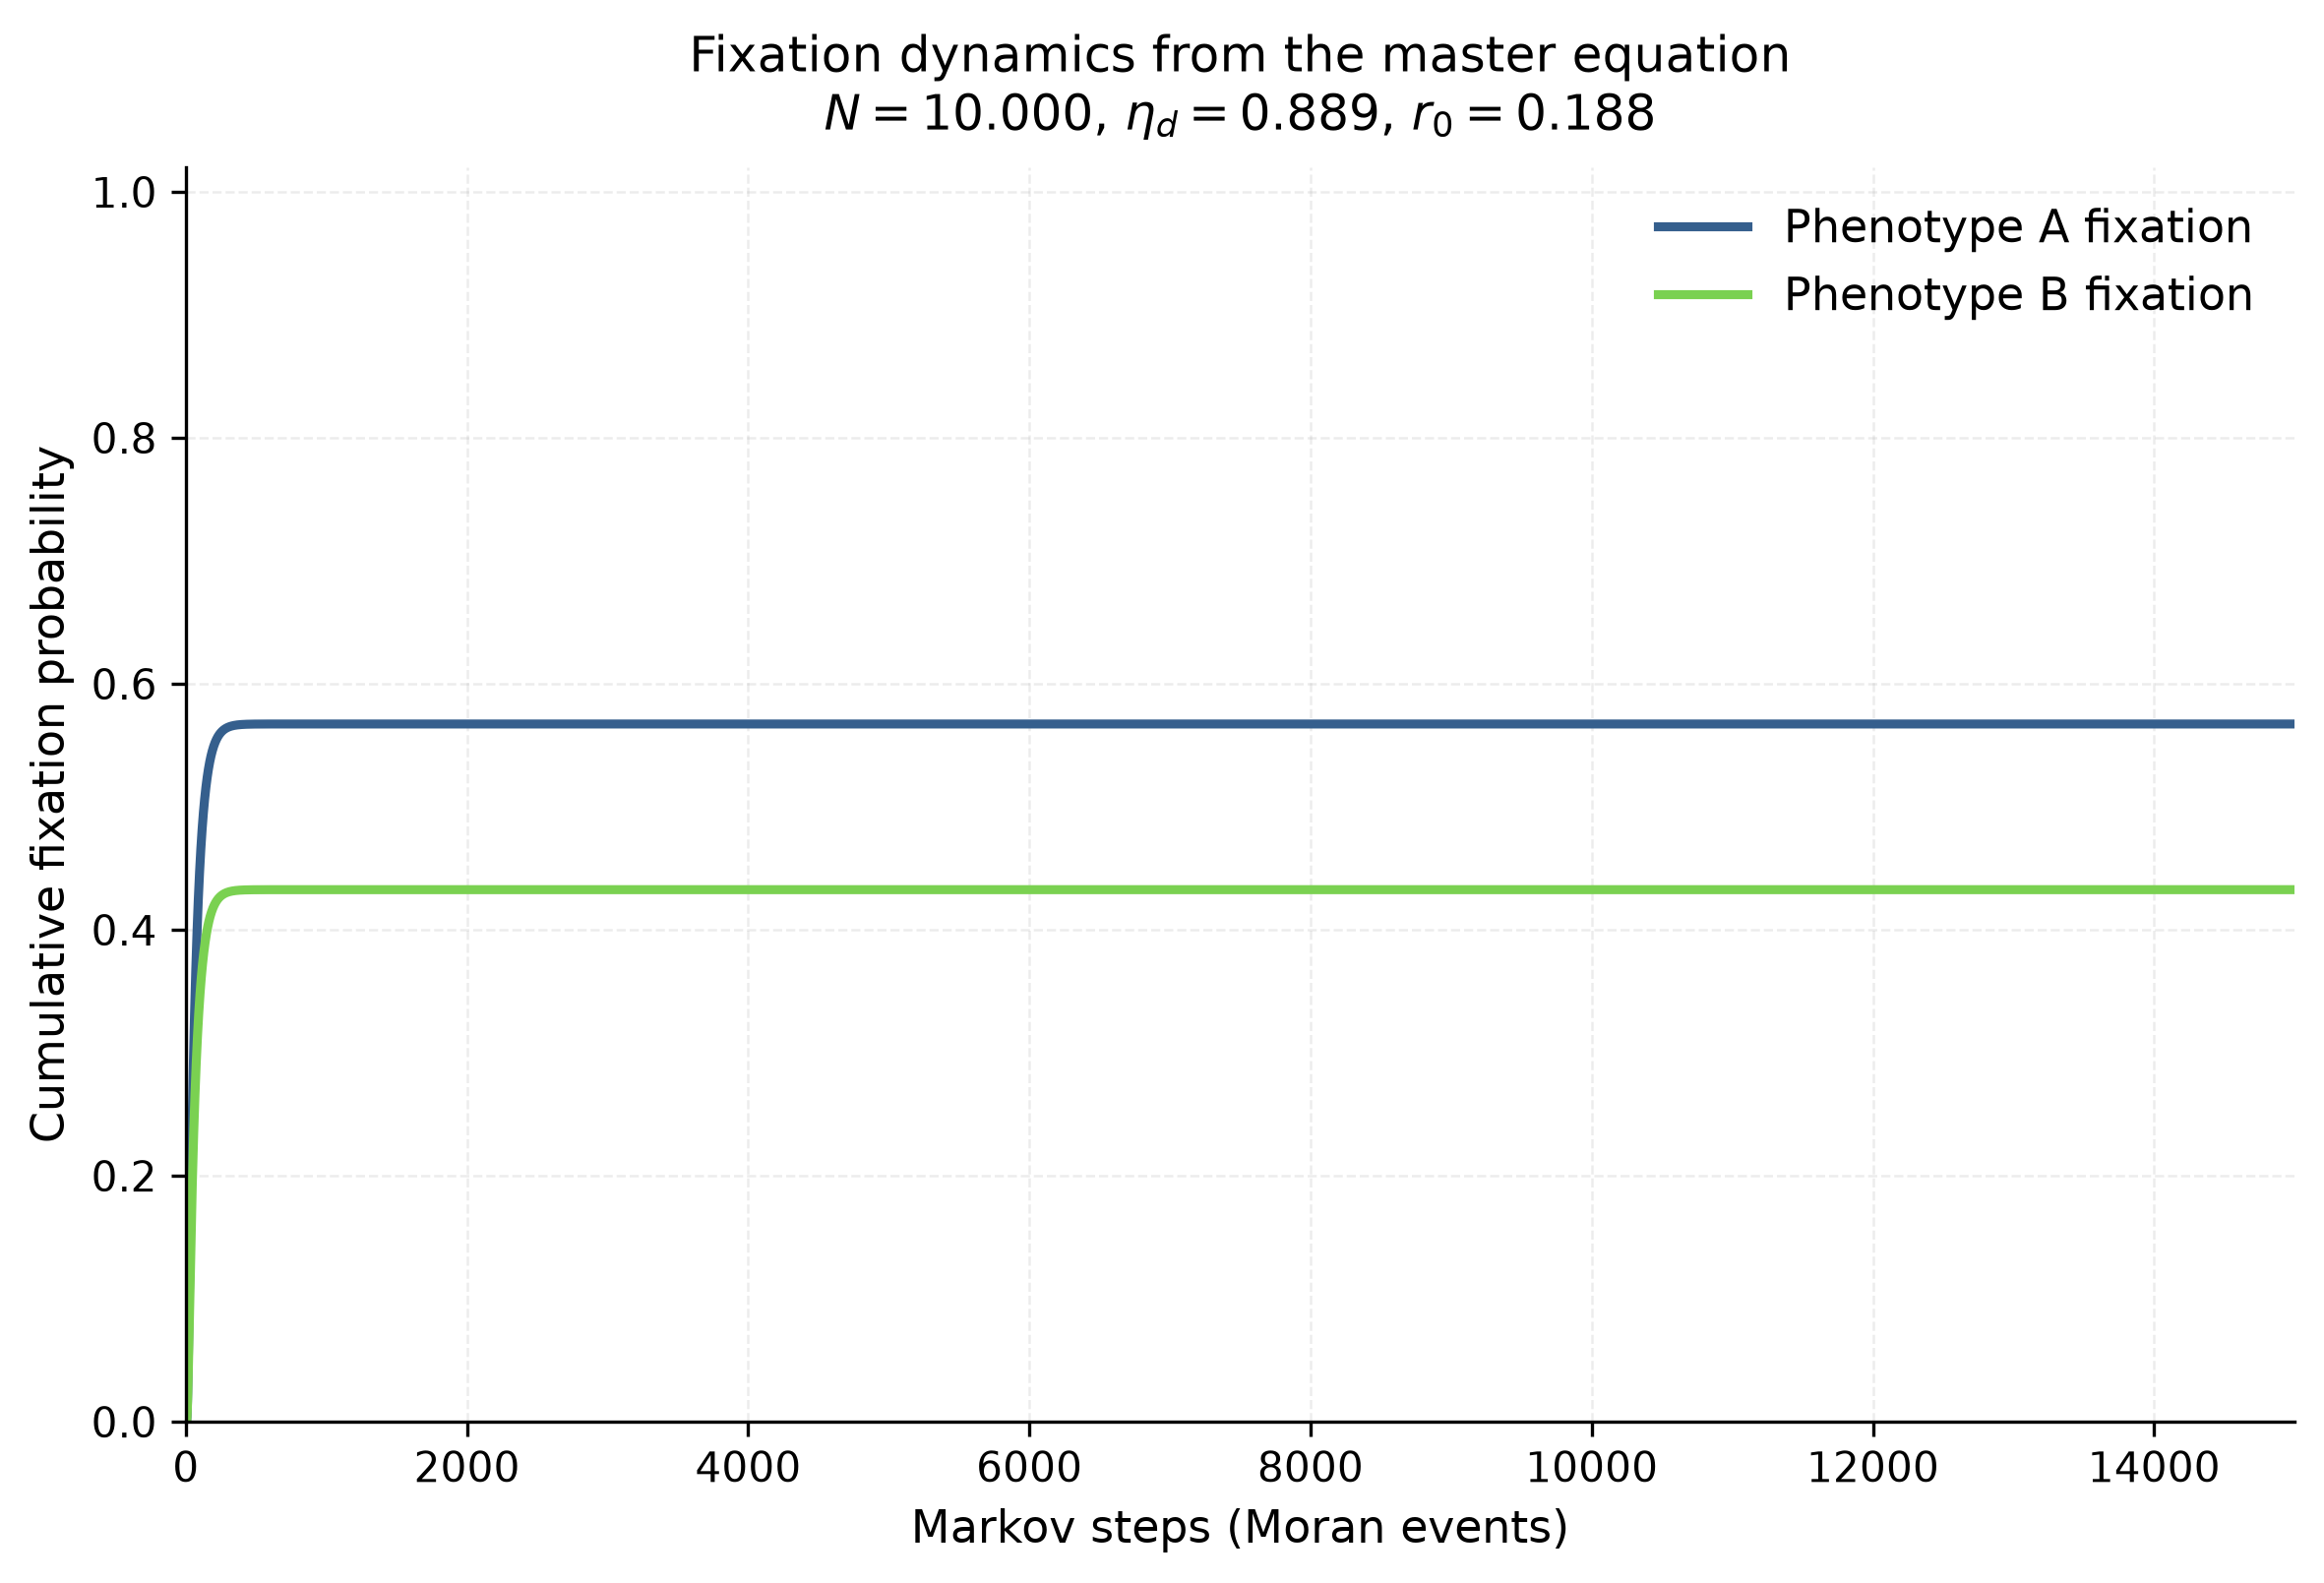 Fixation dynamics from the master equation
N = 10.000, η_d = 0.889, r_0 = 0.188
Phenotype A fixation
Phenotype B fixation
Cumulative fixation probability
1.0
0.8
0.6
0.4
0.2
0.0
0 2000 4000 6000 8000 10000 12000 14000
Markov steps (Moran events)